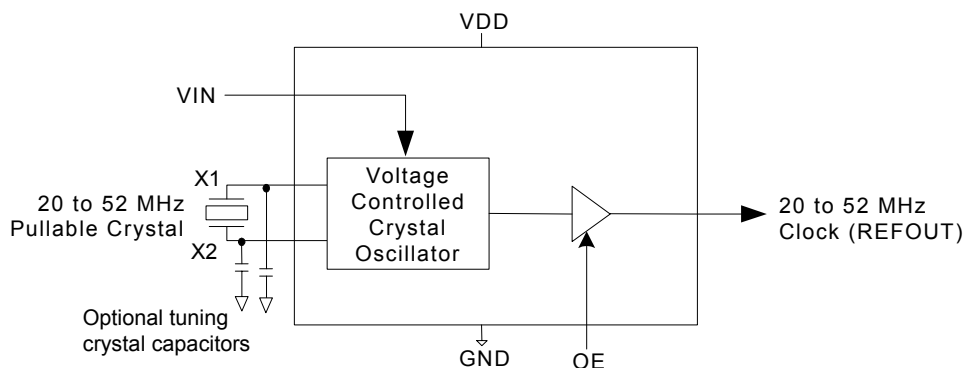 VDD
VIN
X1
20 to 52 MHz
Pullable Crystal
X2
Voltage
Controlled
Crystal
Oscillator
20 to 52 MHz
Clock (REFOUT)
Optional tuning
crystal capacitors
GND
OE